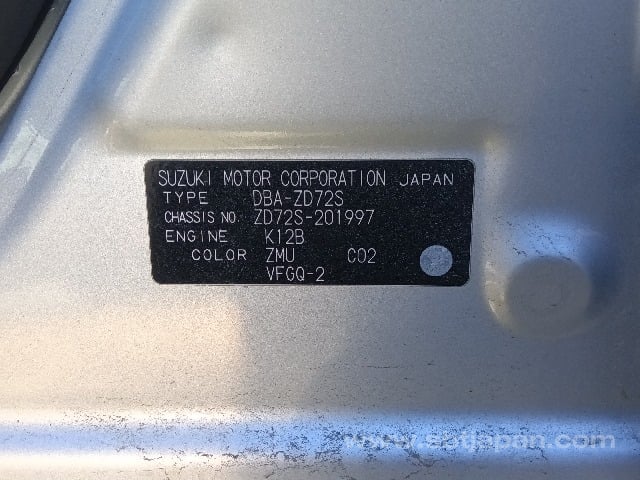 SUZUKI MOTOR CORPORATION JAPAN
TYPE DBA-ZD72S
CHASSIS NO. ZD72S-201997
ENGINE K12B
COLOR ZMU C02
VFGQ-2
www.sbtjapan.com